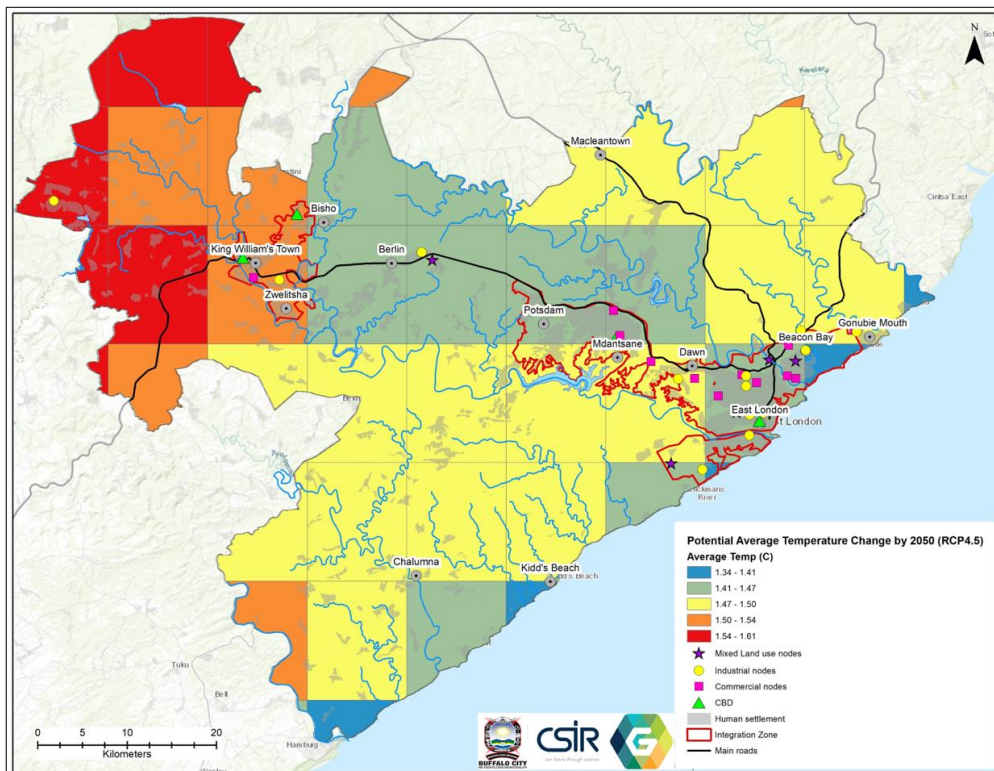 N
Kwelera
Macleantown
Cintsa East
Bisho
King William's Town
Berlin
Zwelitsha
Potsdam
Gonubie Mouth
Beacon Bay
Mdantsane
Dawn
East London
st London
River
Chalumna
Kidd's Beach
d's Beach
Tuku
Bell
Hamburg
0 5 10 20
Kilometers
Potential Average Temperature Change by 2050 (RCP4.5)
Average Temp (C)
1.34 - 1.41
1.41 - 1.47
1.47 - 1.50
1.50 - 1.54
1.54 - 1.61
Mixed Land use nodes
Industrial nodes
Commercial nodes
CBD
Human settlement
Integration Zone
Main roads
BUFFALO CITY
CSIR
our future through science
G